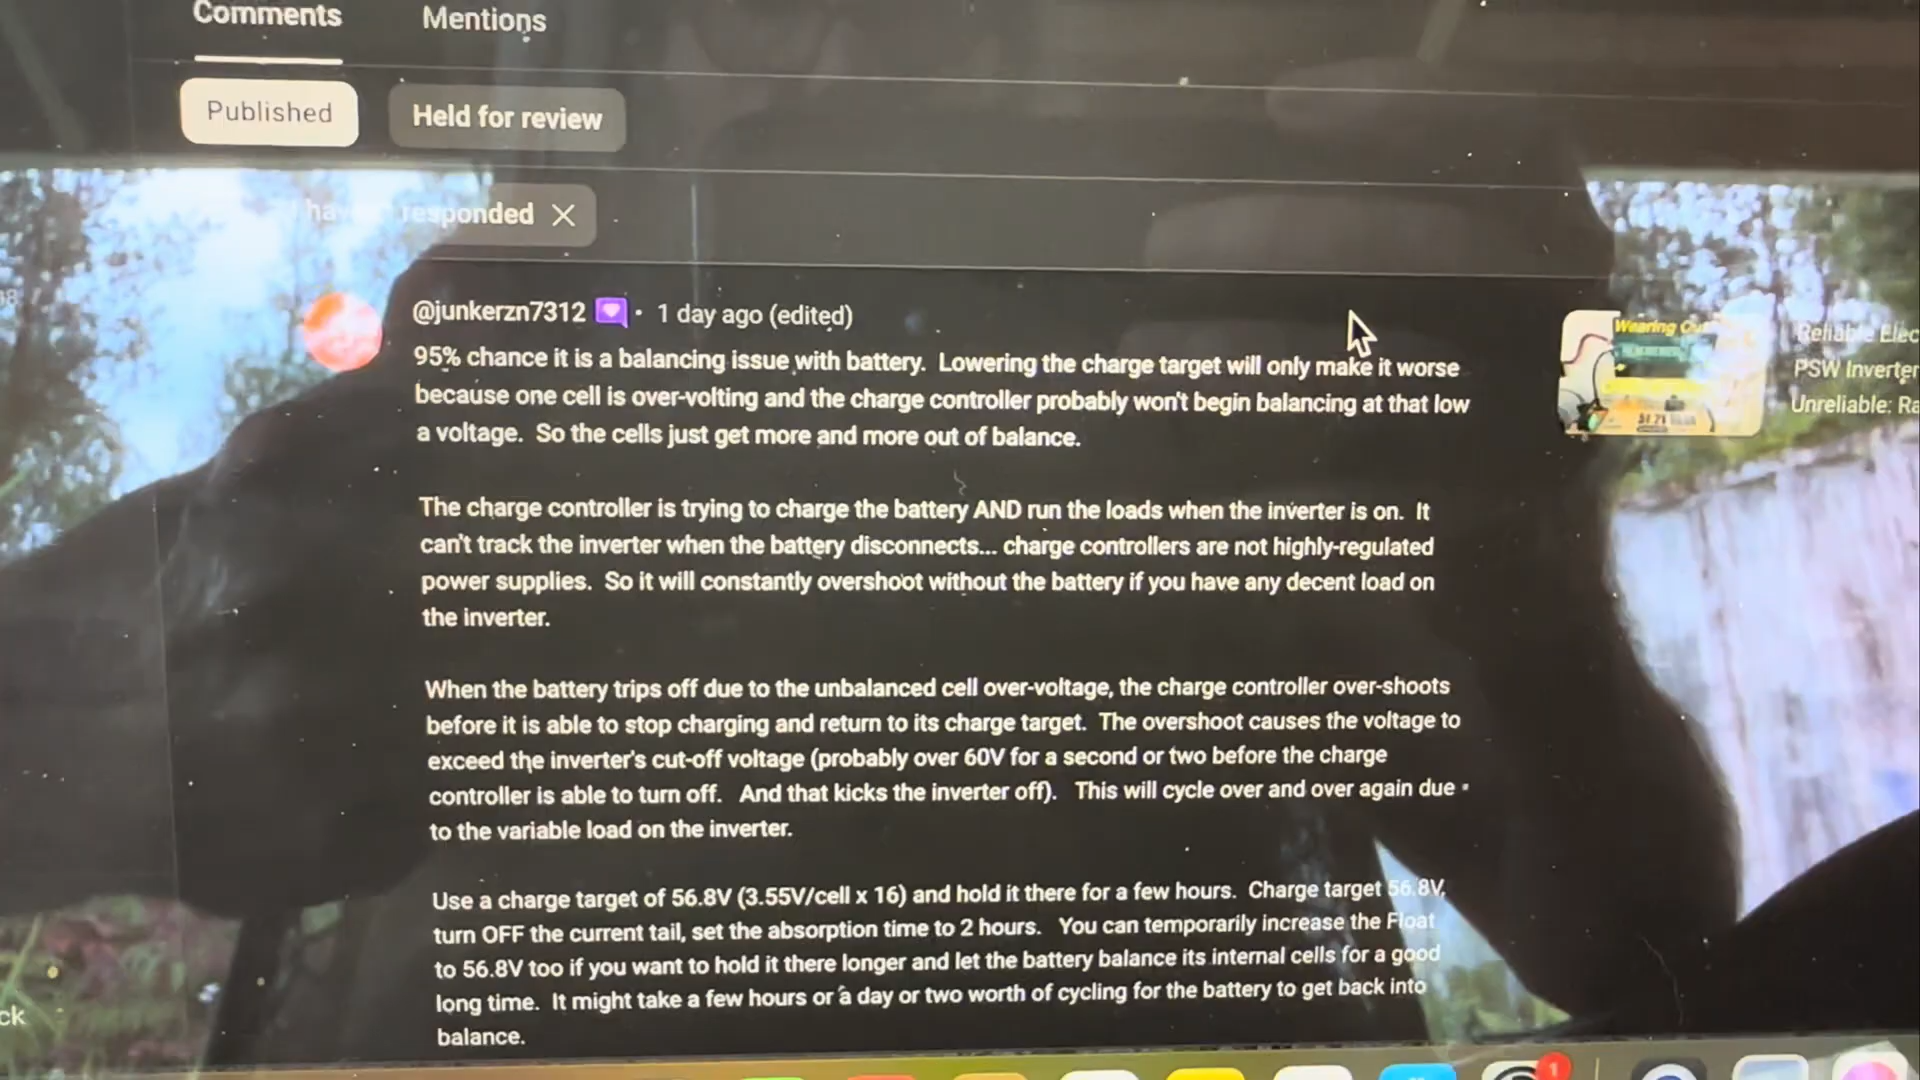 Comments
Mentions
Published
Held for review
responded
@junkerzn7312 · 1 day ago (edited)
95% chance it is a balancing issue with battery. Lowering the charge target will only make it worse
because one cell is over-volting and the charge controller probably won't begin balancing at that low
a voltage. So the cells just get more and more out of balance.
The charge controller is trying to charge the battery AND run the loads when the inverter is on. It
can't track the inverter when the battery disconnects... charge controllers are not highly-regulated
power supplies. So it will constantly overshoot without the battery if you have any decent load on
the inverter.
When the battery trips off due to the unbalanced cell over-voltage, the charge controller over-shoots
before it is able to stop charging and return to its charge target. The overshoot causes the voltage to
exceed the inverter's cut-off voltage (probably over 60V for a second or two before the charge
controller is able to turn off. And that kicks the inverter off). This will cycle over and over again due
to the variable load on the inverter.
Use a charge target of 56.8V (3.55V/cell x 16) and hold it there for a few hours. Charge target 56.8V,
turn OFF the current tail, set the absorption time to 2 hours. You can temporarily increase the Float
to 56.8V too if you want to hold it there longer and let the battery balance its internal cells for a good
long time. It might take a few hours or a day or two worth of cycling for the battery to get back into
balance.
Wearing
Reliable Elec
PSW Inverter
Unreliable: Ra
ck
1